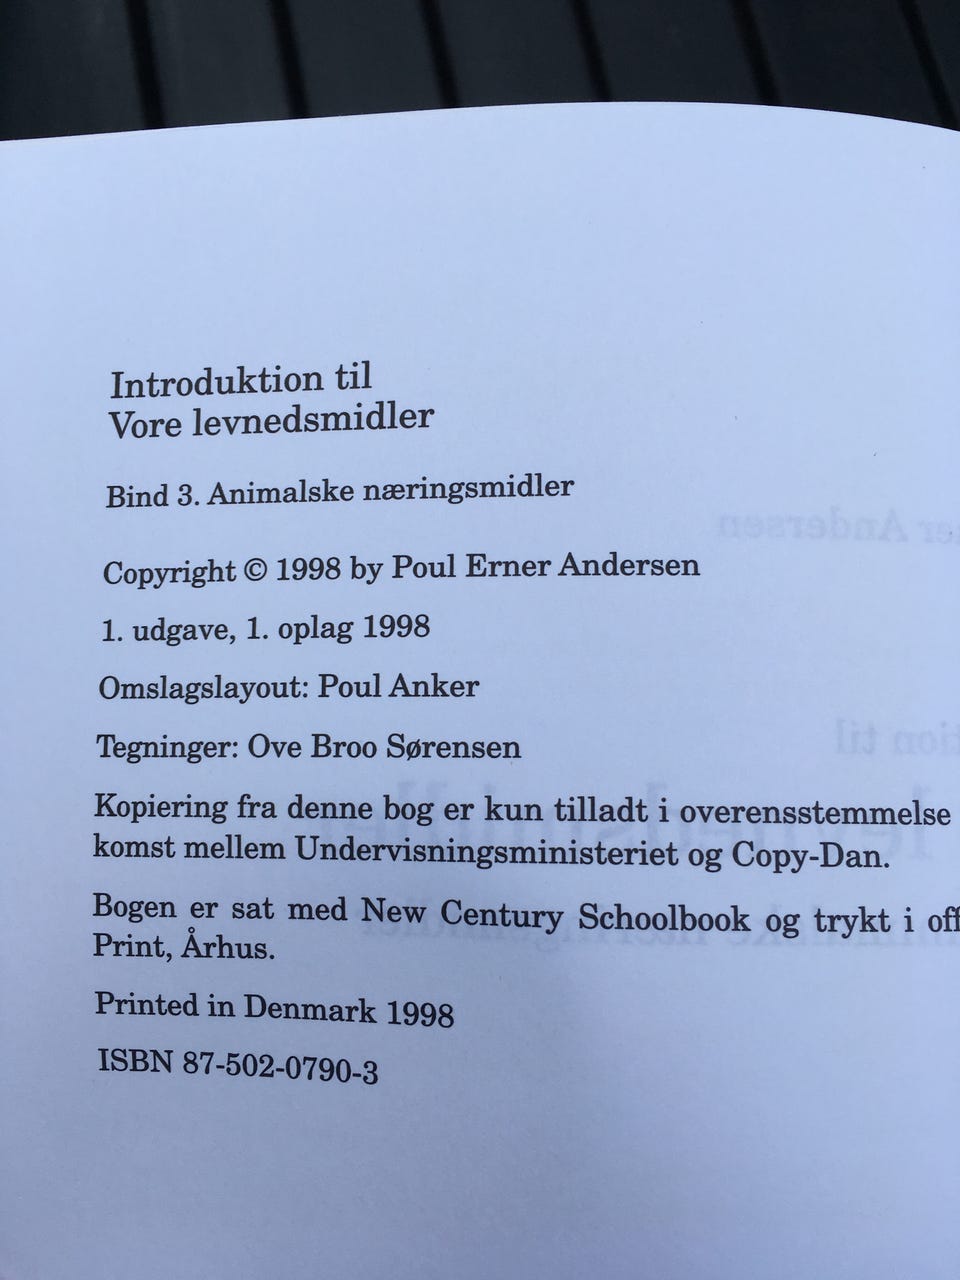 Introduktion til
Vore levnedsmidler
Bind 3. Animalske næringsmidler
Copyright © 1998 by Poul Erner Andersen
1. udgave, 1. oplag 1998
Omslagslayout: Poul Anker
Tegninger: Ove Broo Sørensen
Kopiering fra denne bog er kun tilladt i overensstemmelse
komst mellem Undervisningsministeriet og Copy-Dan.
Bogen er sat med New Century Schoolbook og trykt i off
Print, Århus.
Printed in Denmark 1998
ISBN 87-502-0790-3